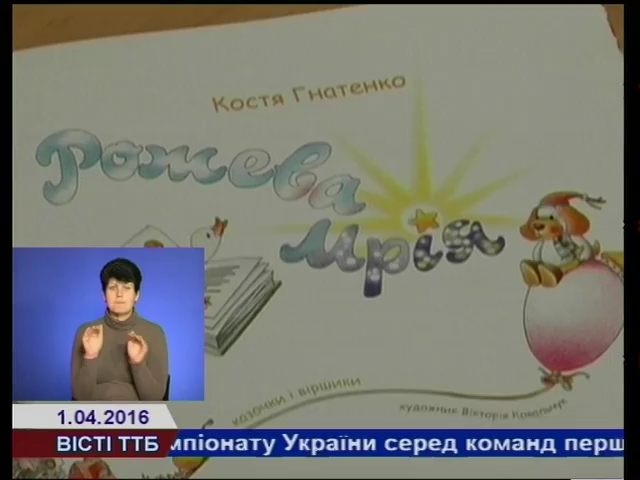 Костя Гнатенко
Рожева
мрія
казочки і віршики
художник Вікторія Ковальчук
1.04.2016
ВІСТІ ТТБ
мпіонату України серед команд перш